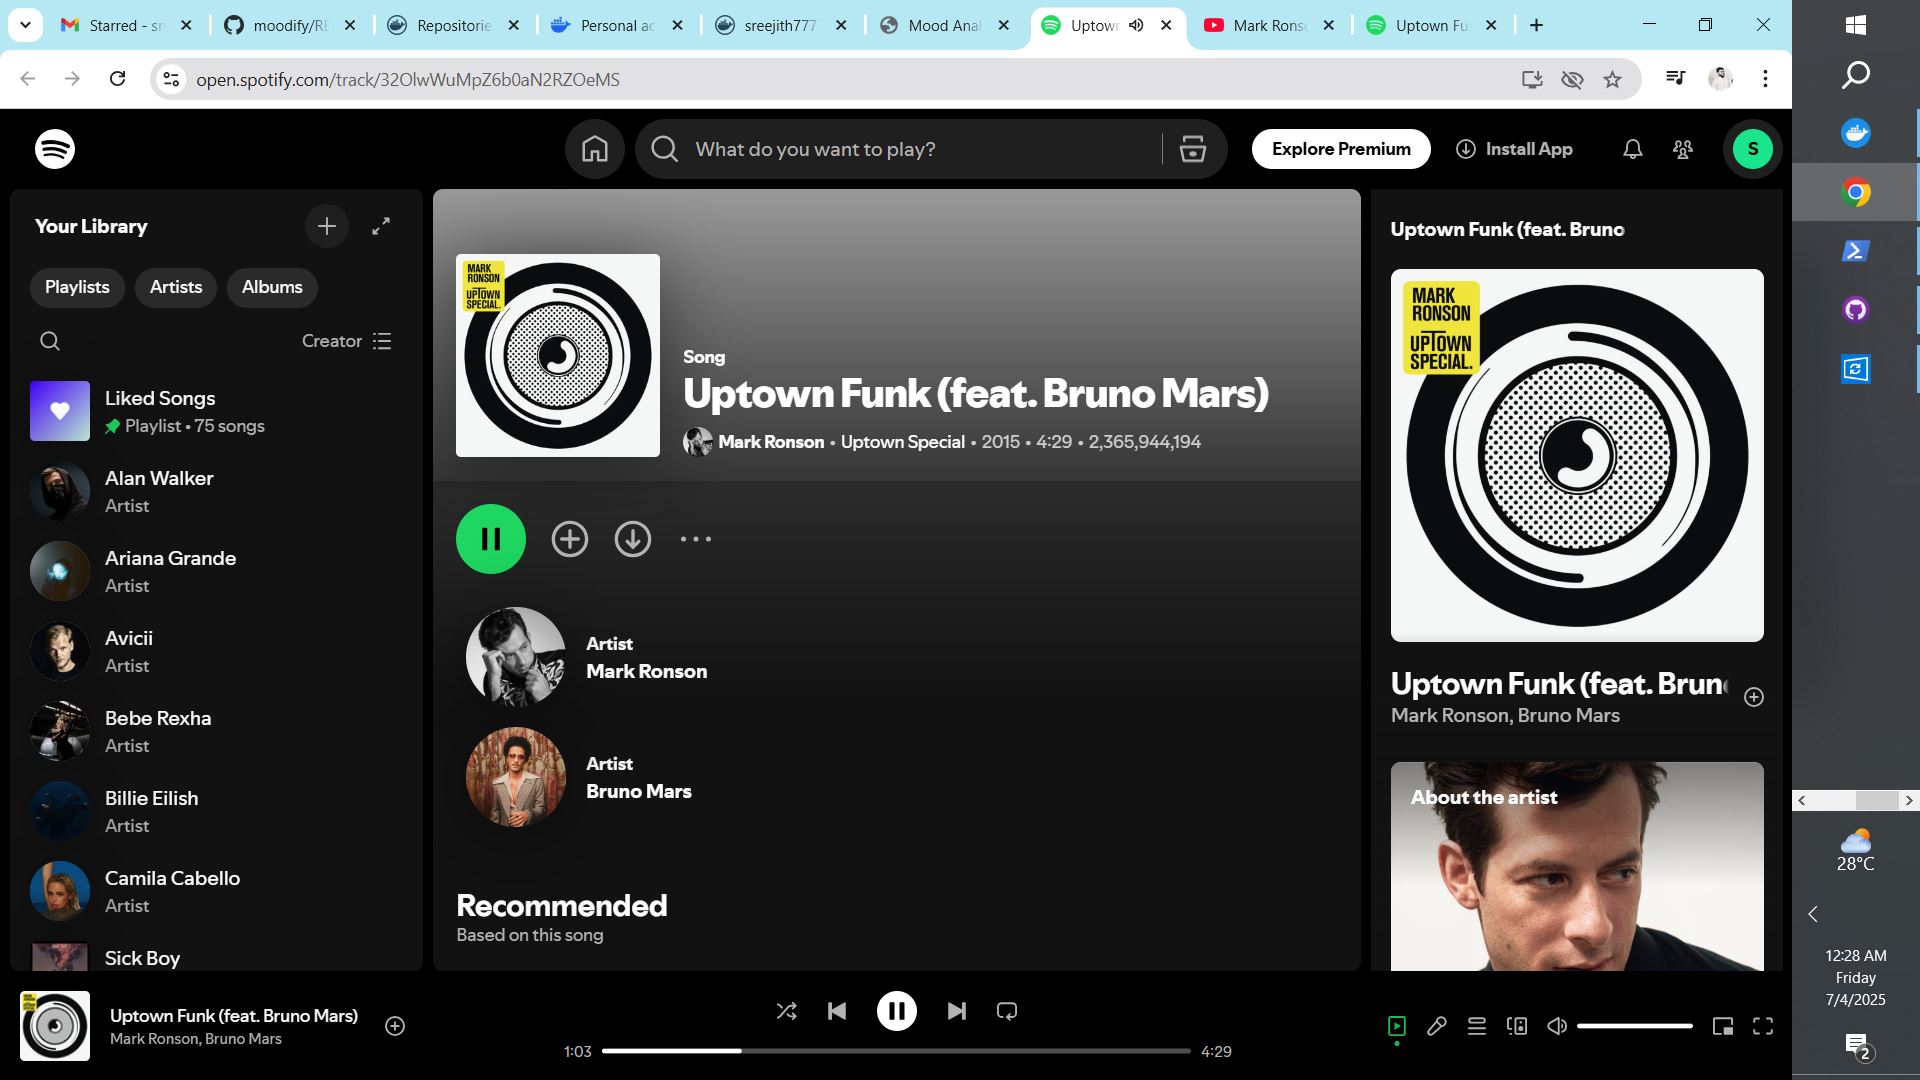 Starred - sr
moodify/RE
Repositorie
Personal ac
sreejith777
Mood Anal
Uptown
Mark Rons
Uptown Fu
open.spotify.com/track/32OlwWuMpZ6b0aN2RZOeMS
What do you want to play?
Explore Premium
Install App
S
Your Library
Playlists
Artists
Albums
Creator
Liked Songs
Playlist • 75 songs
Alan Walker
Artist
Ariana Grande
Artist
Avicii
Artist
Bebe Rexha
Artist
Billie Eilish
Artist
Camila Cabello
Artist
Sick Boy
MARK
RONSON
UPTOWN
SPECIAL.
Song
Uptown Funk (feat. Bruno Mars)
Mark Ronson • Uptown Special • 2015 • 4:29 • 2,365,944,194
Artist
Mark Ronson
Artist
Bruno Mars
Recommended
Based on this song
Uptown Funk (feat. Bruno
MARK
RONSON
UPTOWN
SPECIAL.
Uptown Funk (feat. Brun
Mark Ronson, Bruno Mars
About the artist
Uptown Funk (feat. Bruno Mars)
Mark Ronson, Bruno Mars
1:03
4:29
28°C
12:28 AM
Friday
7/4/2025
2